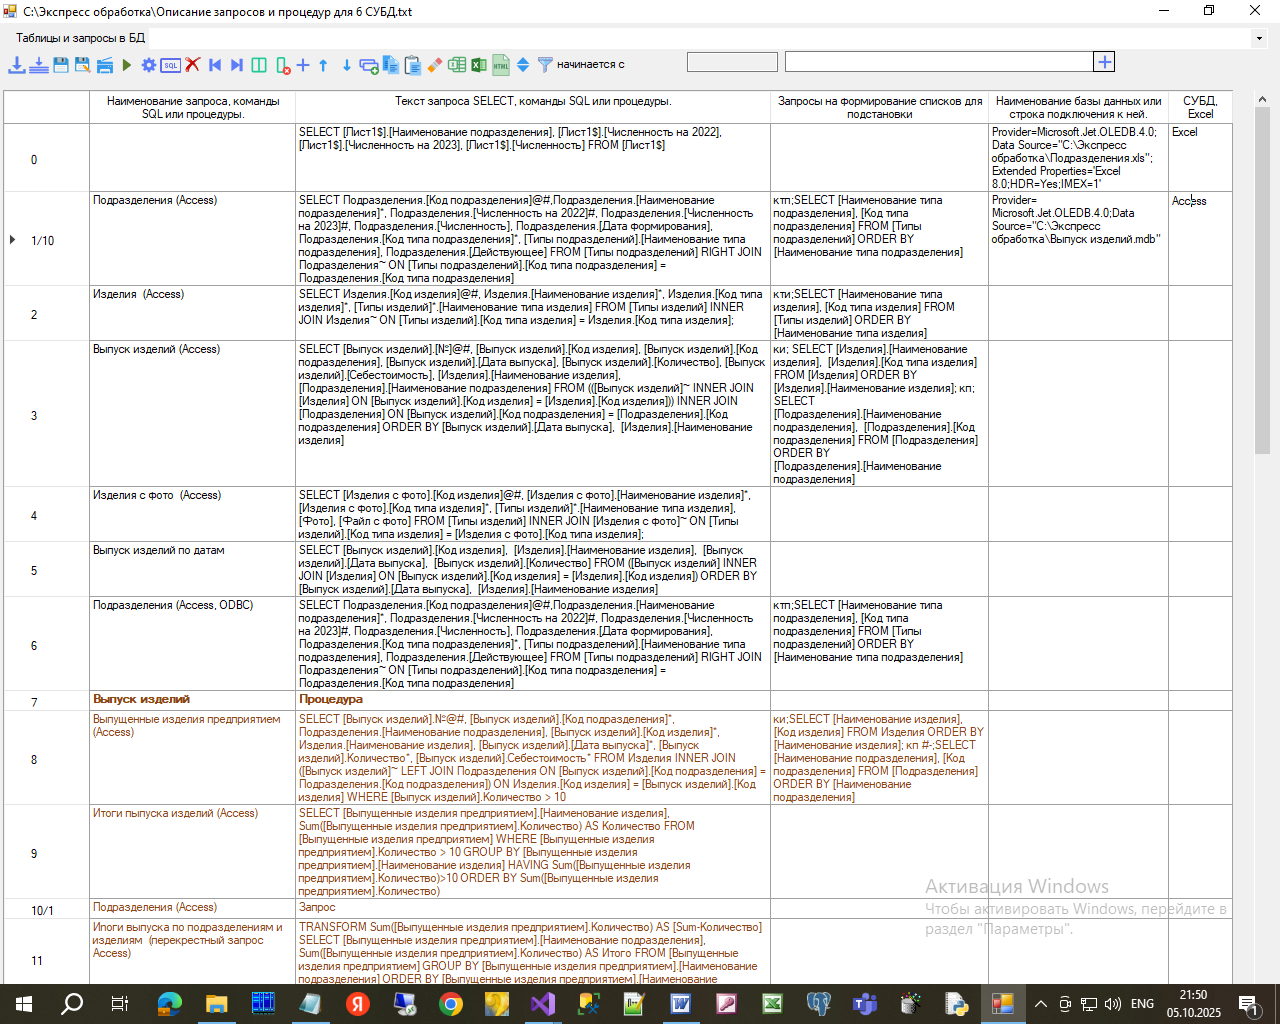 C:\Экспресс обработка\Описание запросов и процедур для 6 СУБД.txt
Таблицы и запросы в БД
SQL
HTML
начинается с
Наименование запроса, команды
SQL или процедуры.
Текст запроса SELECT, команды SQL или процедуры.
Запросы на формирование списков для
подстановки
Наименование базы данных или
строка подключения к ней.
СУБД,
Excel
0
SELECT [Лист1$].[Наименование подразделения], [Лист1$].[Численность на 2022],
[Лист1$].[Численность на 2023], [Лист1$].[Численность] FROM [Лист1$]
Provider=Microsoft.Jet.OLEDB.4.0;
Data Source="C:\Экспресс
обработка\Подразделения.xls";
Extended Properties='Excel
8.0;HDR=Yes;IMEX=1'
Excel
1/10
Подразделения (Access)
SELECT Подразделения.[Код подразделения]@#,Подразделения.[Наименование
подразделения]*, Подразделения.[Численность на 2022]#, Подразделения.[Численность
на 2023]#, Подразделения.[Численность], Подразделения.[Дата формирования],
Подразделения.[Код типа подразделения]*, [Типы подразделений].[Наименование типа
подразделения], Подразделения.[Действующее] FROM [Типы подразделений] RIGHT JOIN
Подразделения~ ON [Типы подразделений].[Код типа подразделения] =
Подразделения.[Код типа подразделения]
ктп;SELECT [Наименование типа
подразделения], [Код типа
подразделения] FROM [Типы
подразделений] ORDER BY
[Наименование типа подразделения]
Provider=
Microsoft.Jet.OLEDB.4.0;Data
Source="C:\Экспресс
обработка\Выпуск изделий.mdb"
Access
2
Изделия  (Access)
SELECT Изделия.[Код изделия]@#, Изделия.[Наименование изделия]*, Изделия.[Код типа
изделия]*, [Типы изделий]*.[Наименование типа изделия] FROM [Типы изделий] INNER
JOIN Изделия~ ON [Типы изделий].[Код типа изделия] = Изделия.[Код типа изделия];
кти;SELECT [Наименование типа
изделия], [Код типа изделия] FROM
[Типы изделий] ORDER BY
[Наименование типа изделия]
3
Выпуск изделий (Access)
SELECT [Выпуск изделий].[№]@#, [Выпуск изделий].[Код изделия], [Выпуск изделий].[Код
подразделения], [Выпуск изделий].[Дата выпуска], [Выпуск изделий].[Количество], [Выпуск
изделий].[Себестоимость], [Изделия].[Наименование изделия],
[Подразделения].[Наименование подразделения] FROM (([Выпуск изделий]~ INNER JOIN
[Изделия] ON [Выпуск изделий].[Код изделия] = [Изделия].[Код изделия])) INNER JOIN
[Подразделения] ON [Выпуск изделий].[Код подразделения] = [Подразделения].[Код
подразделения] ORDER BY [Выпуск изделий].[Дата выпуска],  [Изделия].[Наименование
изделия]
ки; SELECT [Изделия].[Наименование
изделия],  [Изделия].[Код типа изделия]
FROM [Изделия] ORDER BY
[Изделия].[Наименование изделия]; кп;
SELECT
[Подразделения].[Наименование
подразделения],  [Подразделения].[Код
подразделения] FROM [Подразделения]
ORDER BY
[Подразделения].[Наименование
подразделения]
4
Изделия с фото  (Access)
SELECT [Изделия с фото].[Код изделия]@#, [Изделия с фото].[Наименование изделия]*,
[Изделия с фото].[Код типа изделия]*, [Типы изделий]*.[Наименование типа изделия],
[Фото], [Файл с фото] FROM [Типы изделий] INNER JOIN [Изделия с фото]~ ON [Типы
изделий].[Код типа изделия] = [Изделия с фото].[Код типа изделия];
5
Выпуск изделий по датам
SELECT [Выпуск изделий].[Код изделия],  [Изделия].[Наименование изделия],  [Выпуск
изделий].[Дата выпуска],  [Выпуск изделий].[Количество] FROM ([Выпуск изделий] INNER
JOIN [Изделия] ON [Выпуск изделий].[Код изделия] = [Изделия].[Код изделия]) ORDER BY
[Выпуск изделий].[Дата выпуска],  [Изделия].[Наименование изделия]
6
Подразделения (Access, ODBC)
SELECT Подразделения.[Код подразделения]@#,Подразделения.[Наименование
подразделения]*, Подразделения.[Численность на 2022]#, Подразделения.[Численность
на 2023]#, Подразделения.[Численность], Подразделения.[Дата формирования],
Подразделения.[Код типа подразделения]*, [Типы подразделений].[Наименование типа
подразделения], Подразделения.[Действующее] FROM [Типы подразделений] RIGHT JOIN
Подразделения~ ON [Типы подразделений].[Код типа подразделения] =
Подразделения.[Код типа подразделения]
ктп;SELECT [Наименование типа
подразделения], [Код типа
подразделения] FROM [Типы
подразделений] ORDER BY
[Наименование типа подразделения]
7
Выпуск изделий
Процедура
8
Выпущенные изделия предприятием
(Access)
SELECT [Выпуск изделий].№@#, [Выпуск изделий].[Код подразделения]*,
Подразделения.[Наименование подразделения], [Выпуск изделий].[Код изделия]*,
Изделия.[Наименование изделия], [Выпуск изделий].[Дата выпуска]*, [Выпуск
изделий].Количество*, [Выпуск изделий].Себестоимость* FROM Изделия INNER JOIN
([Выпуск изделий]~ LEFT JOIN Подразделения ON [Выпуск изделий].[Код подразделения] =
Подразделения.[Код подразделения]) ON Изделия.[Код изделия] = [Выпуск изделий].[Код
изделия] WHERE [Выпуск изделий].Количество > 10
ки;SELECT [Наименование изделия],
[Код изделия] FROM Изделия ORDER BY
[Наименование изделия]; кп #-;SELECT
[Наименование подразделения], [Код
подразделения] FROM [Подразделения]
ORDER BY [Наименование
подразделения]
9
Итоги пыпуска изделий (Access)
SELECT [Выпущенные изделия предприятием].[Наименование изделия],
Sum([Выпущенные изделия предприятием].Количество) AS Количество FROM
[Выпущенные изделия предприятием] WHERE [Выпущенные изделия
предприятием].Количество > 10 GROUP BY [Выпущенные изделия
предприятием].[Наименование изделия] HAVING Sum([Выпущенные изделия
предприятием].Количество)>10 ORDER BY Sum([Выпущенные изделия
предприятием].Количество)
10/1
Подразделения (Access)
Запрос
11
Иноги выпуска по подразделениям и
изделиям  (перекрестный запрос
Access)
TRANSFORM Sum([Выпущенные изделия предприятием].Количество) AS [Sum-Количество]
SELECT [Выпущенные изделия предприятием].[Наименование подразделения],
Sum([Выпущенные изделия предприятием].Количество) AS Итого FROM [Выпущенные
изделия предприятием] GROUP BY [Выпущенные изделия предприятием].[Наименование
подразделения] ORDER BY [Выпущенные изделия предприятием].[Наименование
Активация Windows
Чтобы активировать Windows, перейдите в
раздел "Параметры".
ENG
21:50
05.10.2025
1